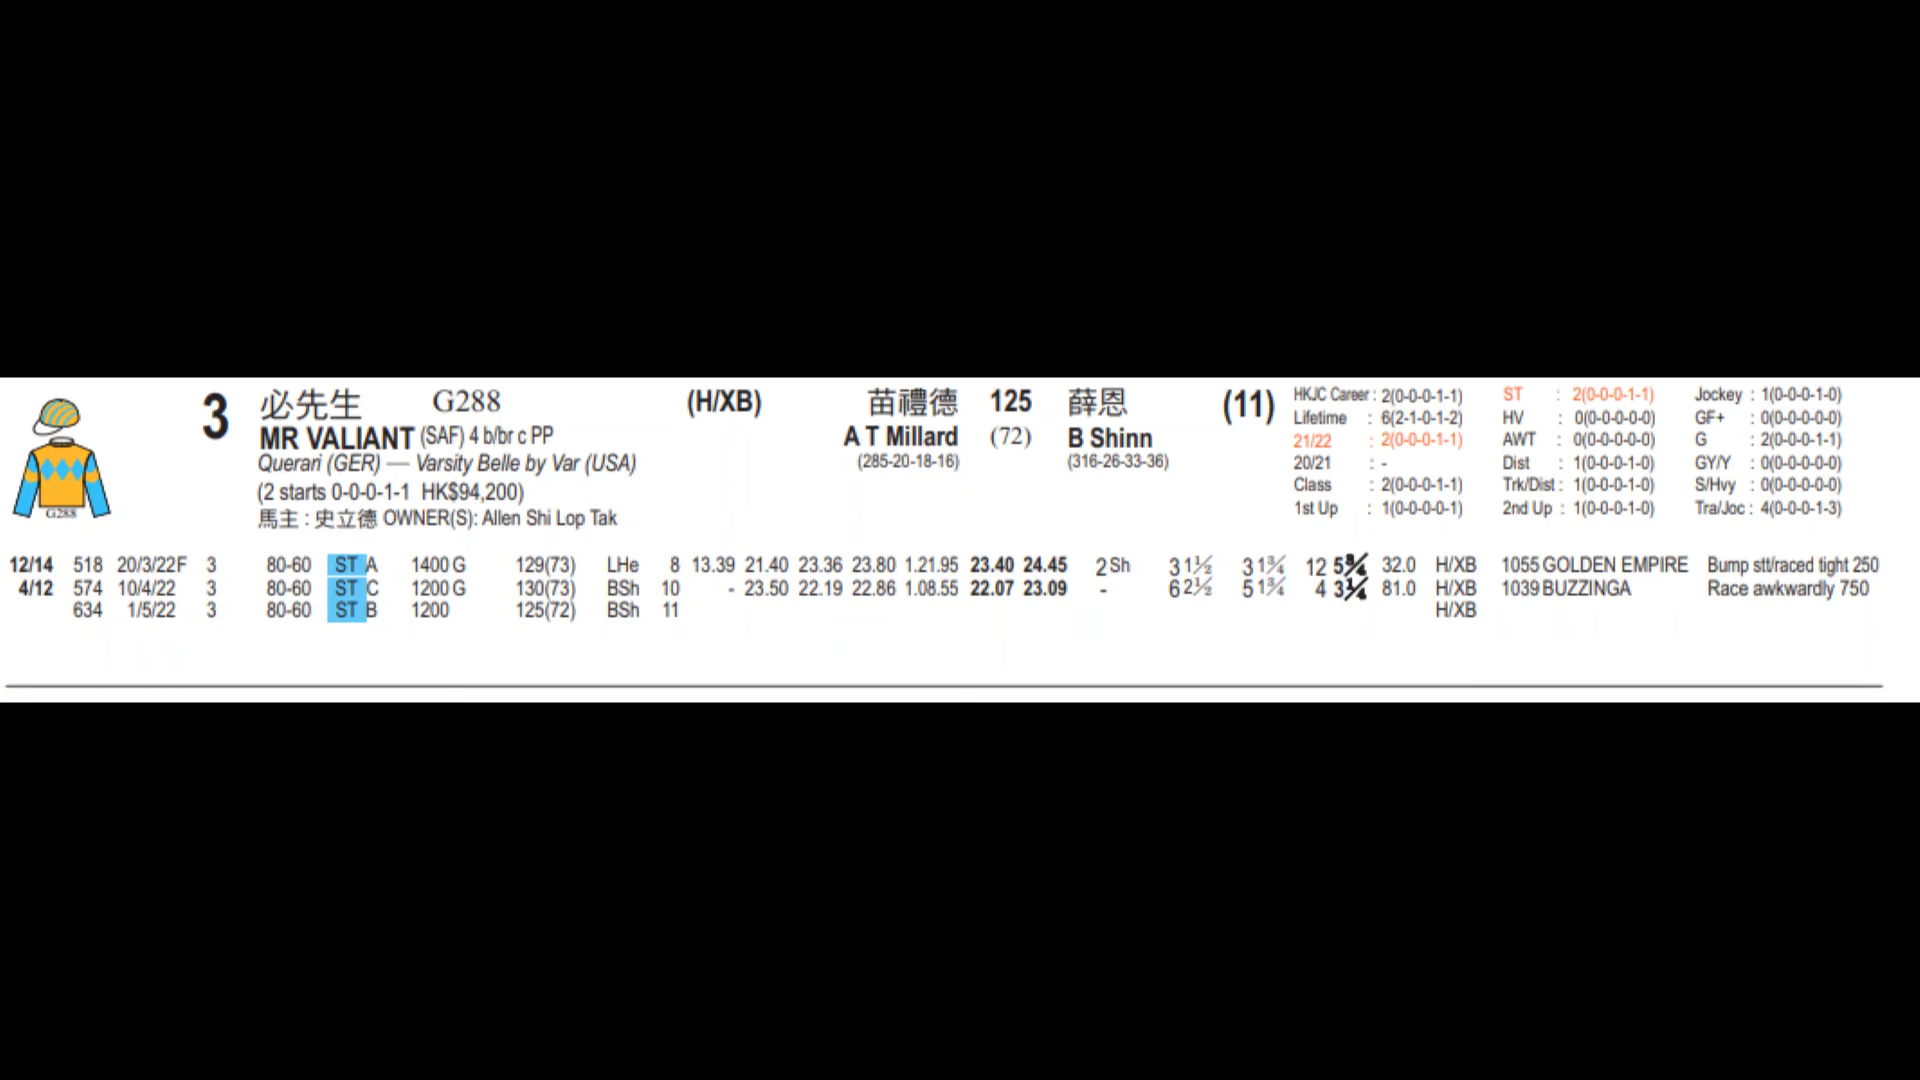 3 必先生 G288 (H/XB) 苗禮德 125 薛恩 (11)
MR VALIANT (SAF) 4 b/br c PP A T Millard (72) B Shinn
Querari (GER) — Varsity Belle by Var (USA) (285-20-18-16) (316-26-33-36)
(2 starts 0-0-0-1-1 HK$94,200)
馬主 : 史立德 OWNER(S): Allen Shi Lop Tak
G288
HKJC Career : 2(0-0-0-1-1) ST : 2(0-0-0-1-1) Jockey : 1(0-0-0-1-0)
Lifetime : 6(2-1-0-1-2) HV : 0(0-0-0-0-0) GF+ : 0(0-0-0-0-0)
21/22 : 2(0-0-0-1-1) AWT : 0(0-0-0-0-0) G : 2(0-0-0-1-1)
20/21 : - Dist : 1(0-0-0-1-0) GY/Y : 0(0-0-0-0-0)
Class : 2(0-0-0-1-1) Trk/Dist : 1(0-0-0-1-0) S/Hvy : 0(0-0-0-0-0)
1st Up : 1(0-0-0-0-1) 2nd Up : 1(0-0-0-1-0) Tra/Joc : 4(0-0-0-1-3)
12/14 518 20/3/22F 3 80-60 ST A 1400 G 129(73) LHe 8 13.39 21.40 23.36 23.80 1.21.95 23.40 24.45 2 Sh 3 1½ 3 1¾ 12 5¾ 32.0 H/XB 1055 GOLDEN EMPIRE Bump stt/raced tight 250
4/12 574 10/4/22 3 80-60 ST C 1200 G 130(73) BSh 10 - 23.50 22.19 22.86 1.08.55 22.07 23.09 - 6 2½ 5 1¾ 4 3¼ 81.0 H/XB 1039 BUZZINGA Race awkwardly 750
634 1/5/22 3 80-60 ST B 1200 125(72) BSh 11 H/XB